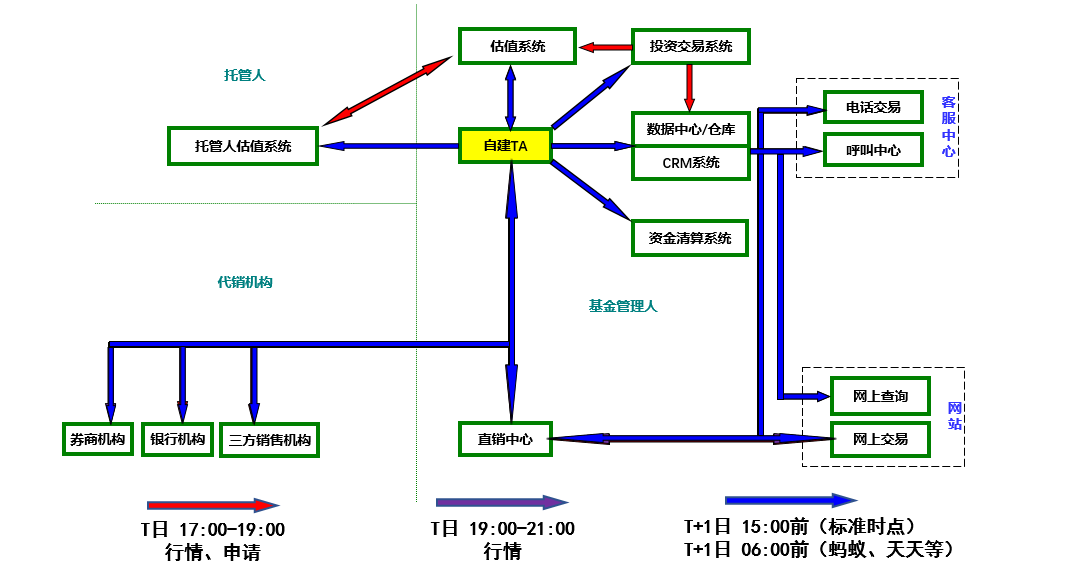 估值系统
投资交易系统
托管人
电话交易
客服中心
托管人估值系统
自建TA
数据中心/仓库
呼叫中心
CRM系统
资金清算系统
代销机构
基金管理人
网上查询
网站
券商机构
银行机构
三方销售机构
直销中心
网上交易
T日 17:00-19:00
行情、申请
T日 19:00-21:00
行情
T+1日 15:00前（标准时点）
T+1日 06:00前（蚂蚁、天天等）